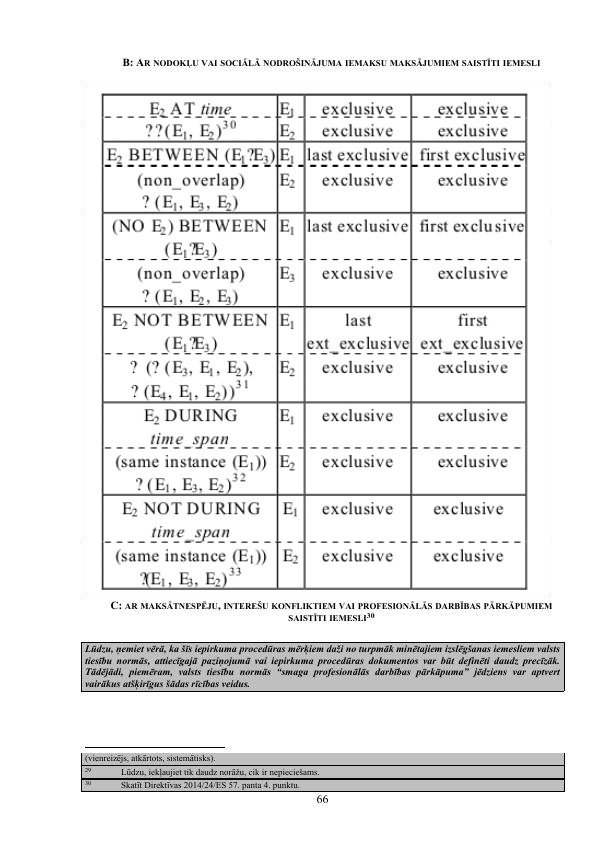 B: AR NODOKĻU VAI SOCIĀLĀ NODROŠINĀJUMA IEMAKSU MAKSĀJUMIEM SAISTĪTI IEMESLI
E₂ AT time E₁ exclusive exclusive
??(E₁, E₂)³⁰ E₂ exclusive exclusive
E₂ BETWEEN (E₁?E₃) E₁ last exclusive first exclusive
(non_overlap) E₂ exclusive exclusive
? (E₁, E₃, E₂)
(NO E₂) BETWEEN E₁ last exclusive first exclusive
(E₁?E₃)
(non_overlap) E₃ exclusive exclusive
? (E₁, E₂, E₃)
E₂ NOT BETWEEN E₁ last first
(E₁?E₃) ext_exclusive ext_exclusive
? (? (E₃, E₁, E₂), E₂ exclusive exclusive
? (E₄, E₁, E₂))³¹
E₂ DURING E₁ exclusive exclusive
time_span
(same instance (E₁)) E₂ exclusive exclusive
? (E₁, E₃, E₂)³²
E₂ NOT DURING E₁ exclusive exclusive
time_span
(same instance (E₁)) E₂ exclusive exclusive
?(E₁, E₃, E₂)³³
C: AR MAKSĀTNESPĒJU, INTEREŠU KONFLIKTIEM VAI PROFESIONĀLĀS DARBĪBAS PĀRKĀPUMIEM
SAISTĪTI IEMESLI³⁰
Lūdzu, ņemiet vērā, ka šīs iepirkuma procedūras mērķiem daži no turpmāk minētajiem izslēgšanas iemesliem valsts
tiesību normās, attiecīgajā paziņojumā vai iepirkuma procedūras dokumentos var būt definēti daudz precīzāk.
Tādējādi, piemēram, valsts tiesību normās “smaga profesionālās darbības pārkāpuma” jēdziens var aptvert
vairākus atšķirīgus šādas rīcības veidus.
(vienreizējs, atkārtots, sistemātisks).
²⁹ Lūdzu, iekļaujiet tik daudz norāžu, cik ir nepieciešams.
³⁰ Skatīt Direktīvas 2014/24/ES 57. panta 4. punktu.
66